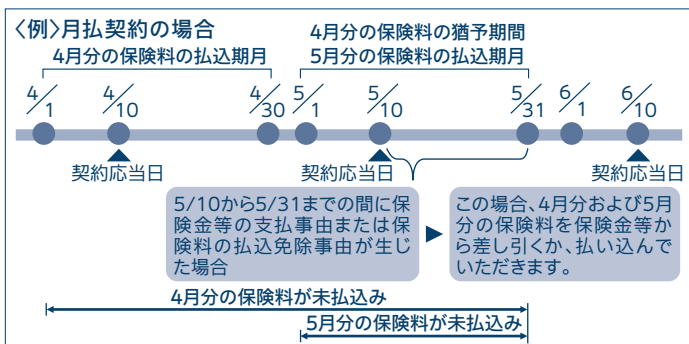 〈例〉月払契約の場合
4月分の保険料の払込期月
4月分の保険料の猶予期間
5月分の保険料の払込期月
4/1 4/10 4/30 5/1 5/10 5/31 6/1 6/10
契約応当日 契約応当日 契約応当日
5/10から5/31までの間に保
険金等の支払事由または保
険料の払込免除事由が生じ
た場合
この場合、4月分および5月
分の保険料を保険金等か
ら差し引くか、払い込んで
いただきます。
4月分の保険料が未払込み
5月分の保険料が未払込み